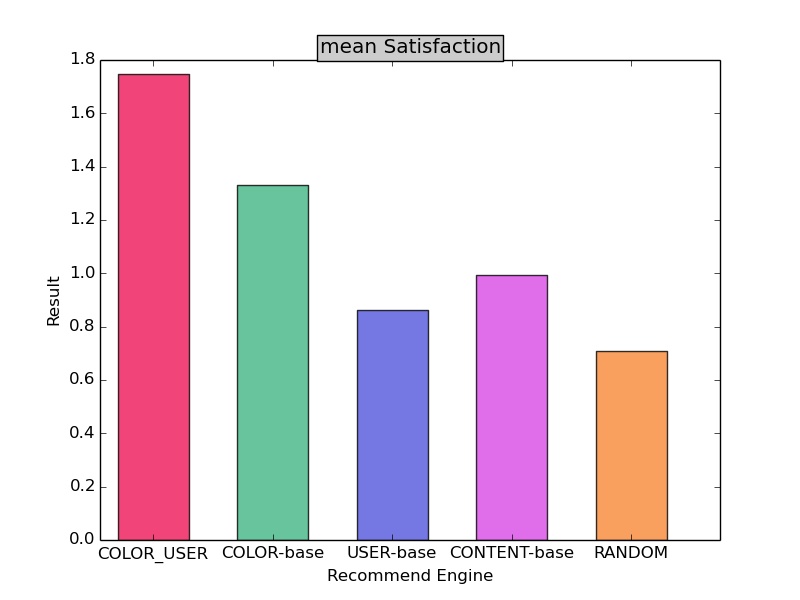 mean Satisfaction
1.8
1.6
1.4
1.2
1.0
0.8
0.6
0.4
0.2
0.0
Result
COLOR_USER COLOR-base USER-base CONTENT-base RANDOM
Recommend Engine